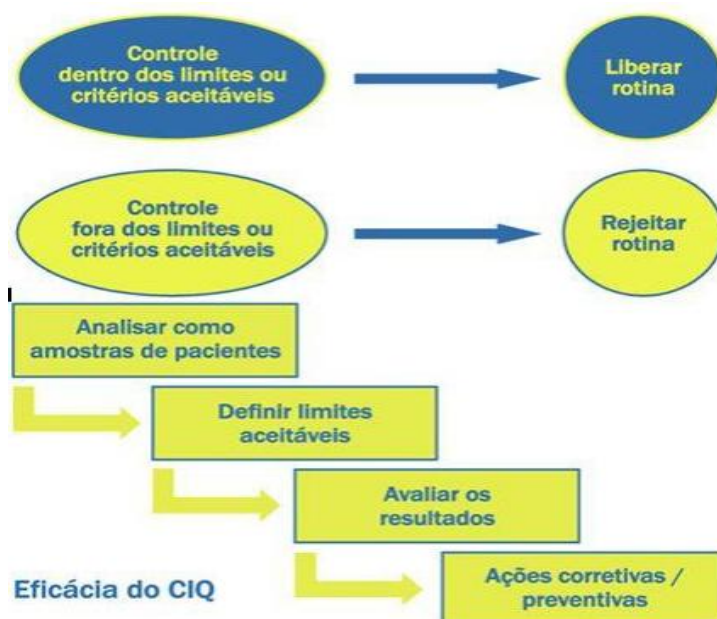 Controle
dentro dos limites ou
critérios aceitáveis
Liberar
rotina
Controle
fora dos limites ou
critérios aceitáveis
Rejeitar
rotina
Analisar como
amostras de pacientes
Definir limites
aceitáveis
Avaliar os
resultados
Ações corretivas /
preventivas
Eficácia do CIQ